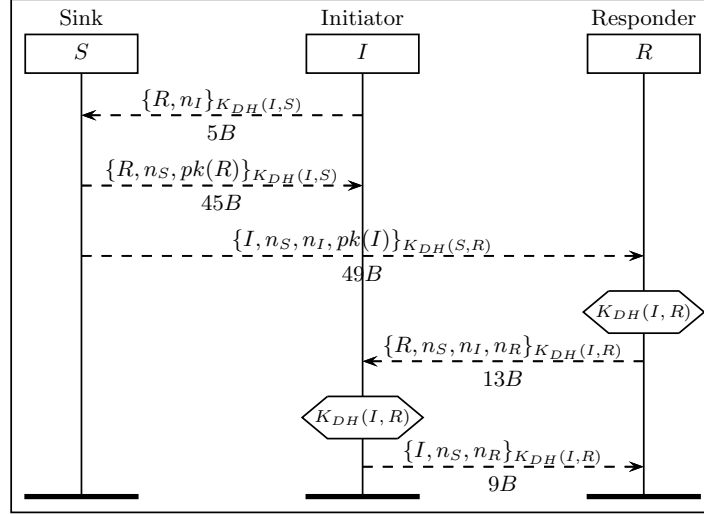 Sink Initiator Responder
S I R
{R, n_I}_{K_{DH}(I,S)}
5B
{R, n_S, pk(R)}_{K_{DH}(I,S)}
45B
{I, n_S, n_I, pk(I)}_{K_{DH}(S,R)}
49B
K_{DH}(I, R)
{R, n_S, n_I, n_R}_{K_{DH}(I,R)}
13B
K_{DH}(I, R)
{I, n_S, n_R}_{K_{DH}(I,R)}
9B